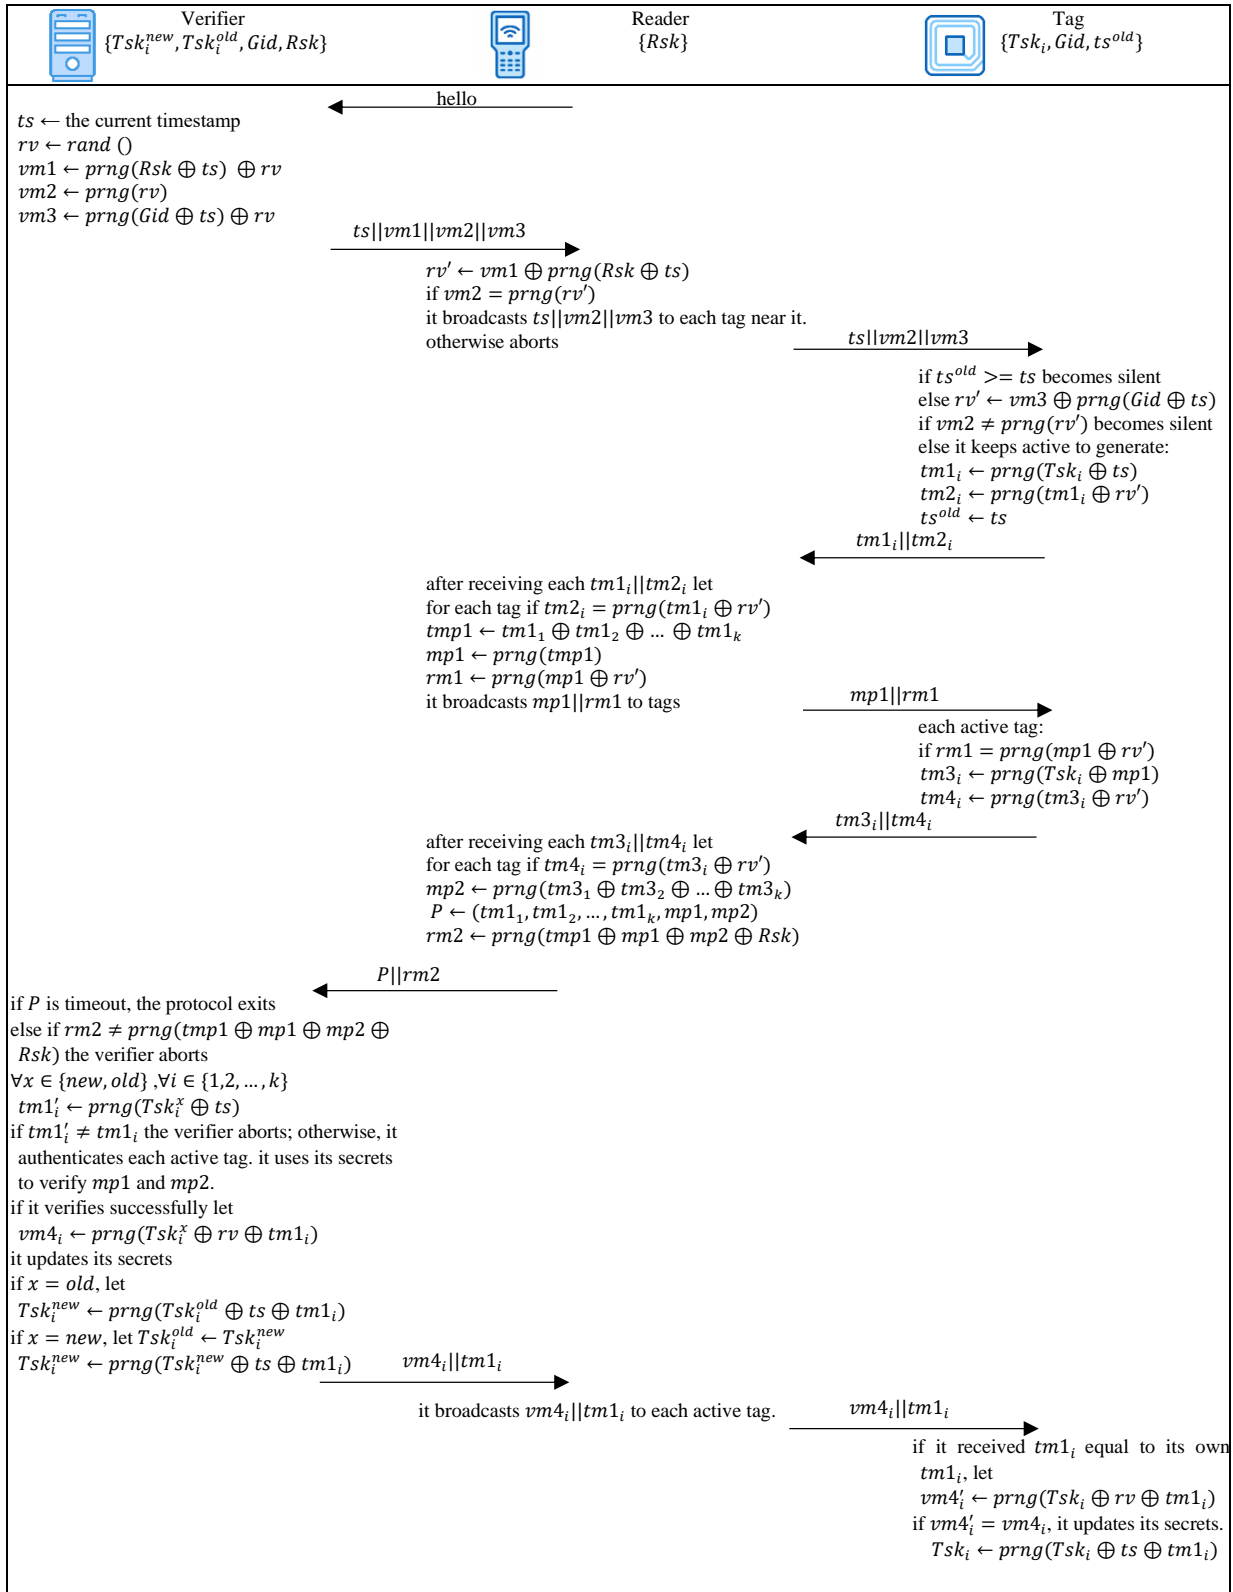 Verifier
{Tsk_i^new, Tsk_i^old, Gid, Rsk}
Reader
{Rsk}
Tag
{Tsk_i, Gid, ts^old}
hello
ts ← the current timestamp
rv ← rand ()
vm1 ← prng(Rsk ⊕ ts) ⊕ rv
vm2 ← prng(rv)
vm3 ← prng(Gid ⊕ ts) ⊕ rv
ts||vm1||vm2||vm3
rv′ ← vm1 ⊕ prng(Rsk ⊕ ts)
if vm2 = prng(rv′)
it broadcasts ts||vm2||vm3 to each tag near it.
otherwise aborts
ts||vm2||vm3
if ts^old >= ts becomes silent
else rv′ ← vm3 ⊕ prng(Gid ⊕ ts)
if vm2 ≠ prng(rv′) becomes silent
else it keeps active to generate:
tm1_i ← prng(Tsk_i ⊕ ts)
tm2_i ← prng(tm1_i ⊕ rv′)
ts^old ← ts
tm1_i||tm2_i
after receiving each tm1_i||tm2_i let
for each tag if tm2_i = prng(tm1_i ⊕ rv′)
tmp1 ← tm1_1 ⊕ tm1_2 ⊕ … ⊕ tm1_k
mp1 ← prng(tmp1)
rm1 ← prng(mp1 ⊕ rv′)
it broadcasts mp1||rm1 to tags
mp1||rm1
each active tag:
if rm1 = prng(mp1 ⊕ rv′)
tm3_i ← prng(Tsk_i ⊕ mp1)
tm4_i ← prng(tm3_i ⊕ rv′)
tm3_i||tm4_i
after receiving each tm3_i||tm4_i let
for each tag if tm4_i = prng(tm3_i ⊕ rv′)
mp2 ← prng(tm3_1 ⊕ tm3_2 ⊕ … ⊕ tm3_k)
P ← (tm1_1, tm1_2, … , tm1_k, mp1, mp2)
rm2 ← prng(tmp1 ⊕ mp1 ⊕ mp2 ⊕ Rsk)
P||rm2
if P is timeout, the protocol exits
else if rm2 ≠ prng(tmp1 ⊕ mp1 ⊕ mp2 ⊕
Rsk) the verifier aborts
∀x ∈ {new, old} ,∀i ∈ {1,2, … , k}
tm1′_i ← prng(Tsk_i^x ⊕ ts)
if tm1′_i ≠ tm1_i the verifier aborts; otherwise, it
authenticates each active tag. it uses its secrets
to verify mp1 and mp2.
if it verifies successfully let
vm4_i ← prng(Tsk_i^x ⊕ rv ⊕ tm1_i)
it updates its secrets
if x = old, let
Tsk_i^new ← prng(Tsk_i^old ⊕ ts ⊕ tm1_i)
if x = new, let Tsk_i^old ← Tsk_i^new
Tsk_i^new ← prng(Tsk_i^new ⊕ ts ⊕ tm1_i)
vm4_i||tm1_i
it broadcasts vm4_i||tm1_i to each active tag.
vm4_i||tm1_i
if it received tm1_i equal to its own
tm1_i, let
vm4′_i ← prng(Tsk_i ⊕ rv ⊕ tm1_i)
if vm4′_i = vm4_i, it updates its secrets.
Tsk_i ← prng(Tsk_i ⊕ ts ⊕ tm1_i)